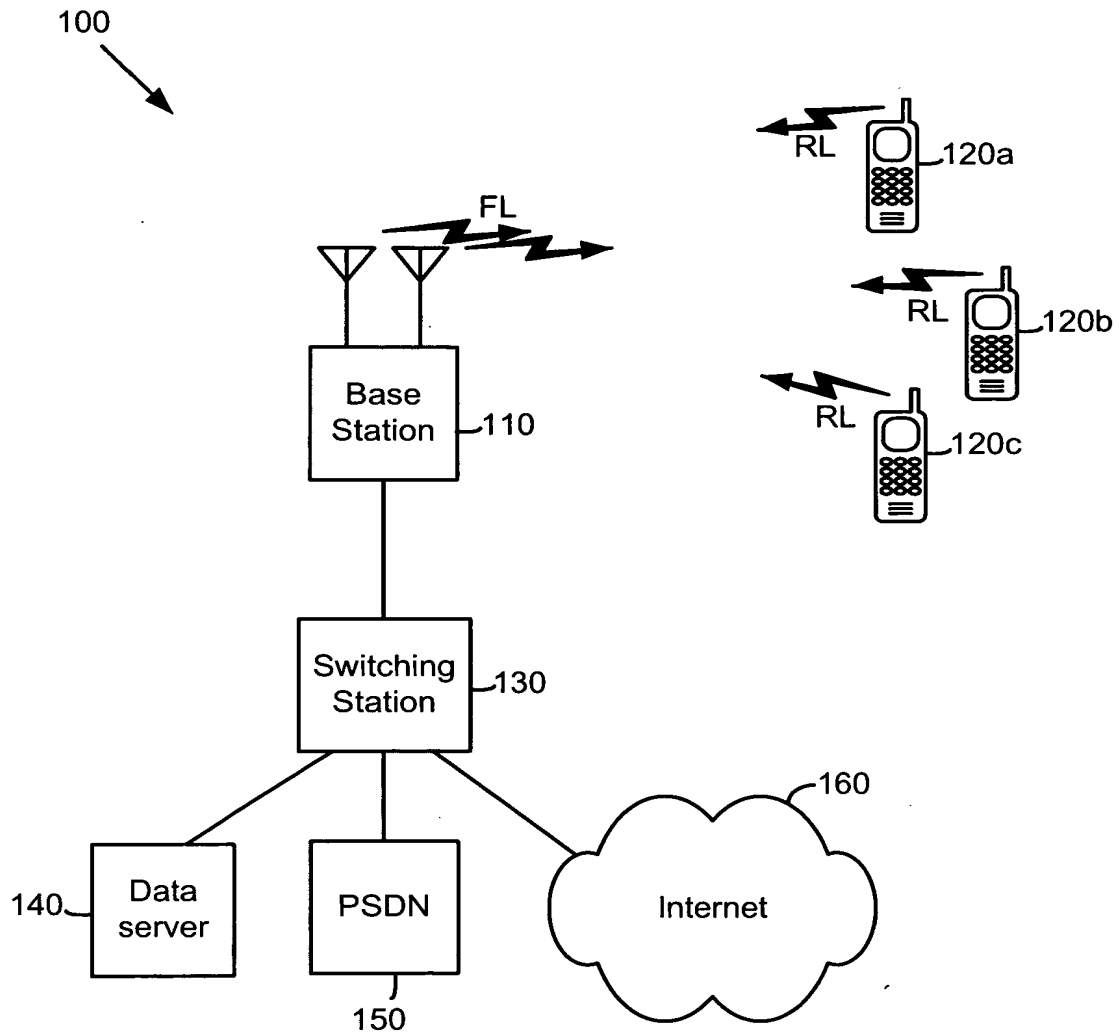 100
RL
120a
FL
RL
120b
Base
Station
110
RL
120c
Switching
Station
130
160
Data
server
140
PSDN
150
Internet